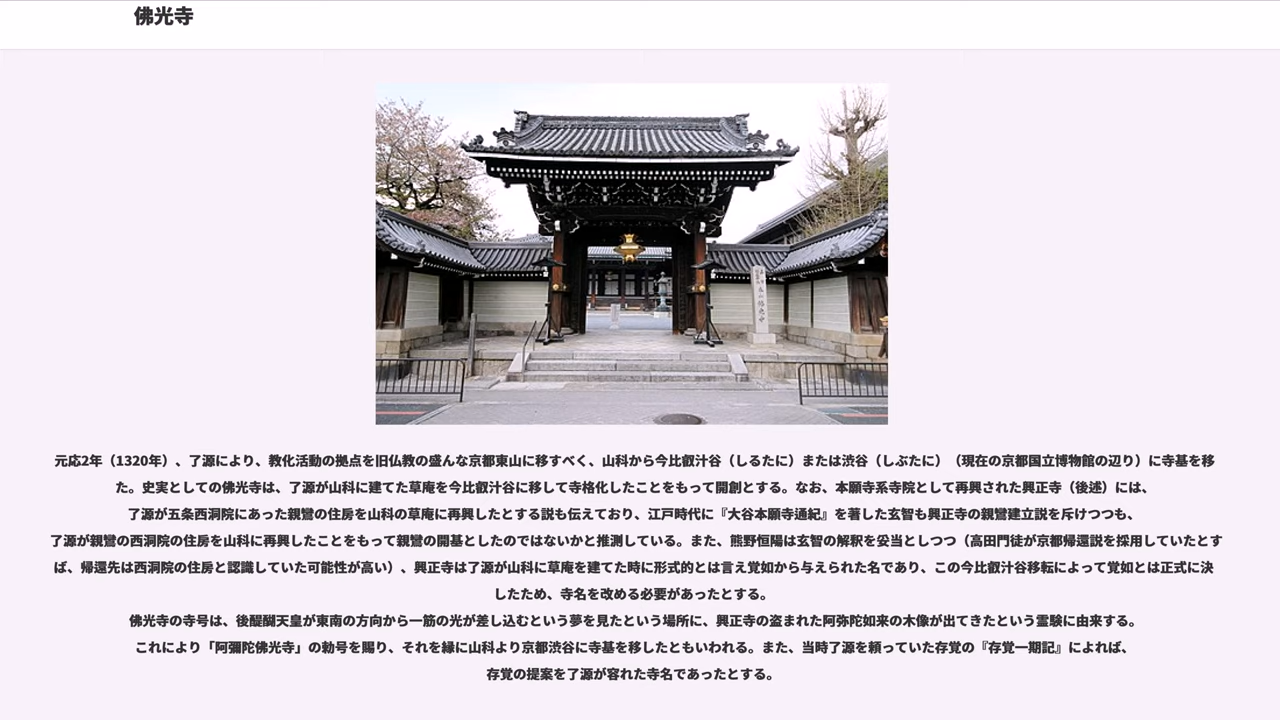 佛光寺
佛光寺
元応2年（1320年）、了源により、教化活動の拠点を旧仏教の盛んな京都東山に移すべく、山科から今比叡汁谷（しるたに）または渋谷（しぶたに）（現在の京都国立博物館の辺り）に寺基を移
た。史実としての佛光寺は、了源が山科に建てた草庵を今比叡汁谷に移して寺格化したことをもって開創とする。なお、本願寺系寺院として再興された興正寺（後述）には、
了源が五条西洞院にあった親鸞の住房を山科の草庵に再興したとする説も伝えており、江戸時代に『大谷本願寺通紀』を著した玄智も興正寺の親鸞建立説を斥けつつも、
了源が親鸞の西洞院の住房を山科に再興したことをもって親鸞の開基としたのではないかと推測している。また、熊野恒陽は玄智の解釈を妥当としつつ（高田門徒が京都帰還説を採用していたとす
ば、帰還先は西洞院の住房と認識していた可能性が高い）、興正寺は了源が山科に草庵を建てた時に形式的とは言え覚如から与えられた名であり、この今比叡汁谷移転によって覚如とは正式に決
したため、寺名を改める必要があったとする。
佛光寺の寺号は、後醍醐天皇が東南の方向から一筋の光が差し込むという夢を見たという場所に、興正寺の盗まれた阿弥陀如来の木像が出てきたという霊験に由来する。
これにより「阿彌陀佛光寺」の勅号を賜り、それを縁に山科より京都渋谷に寺基を移したともいわれる。また、当時了源を頼っていた存覚の『存覚一期記』によれば、
存覚の提案を了源が容れた寺名であったとする。